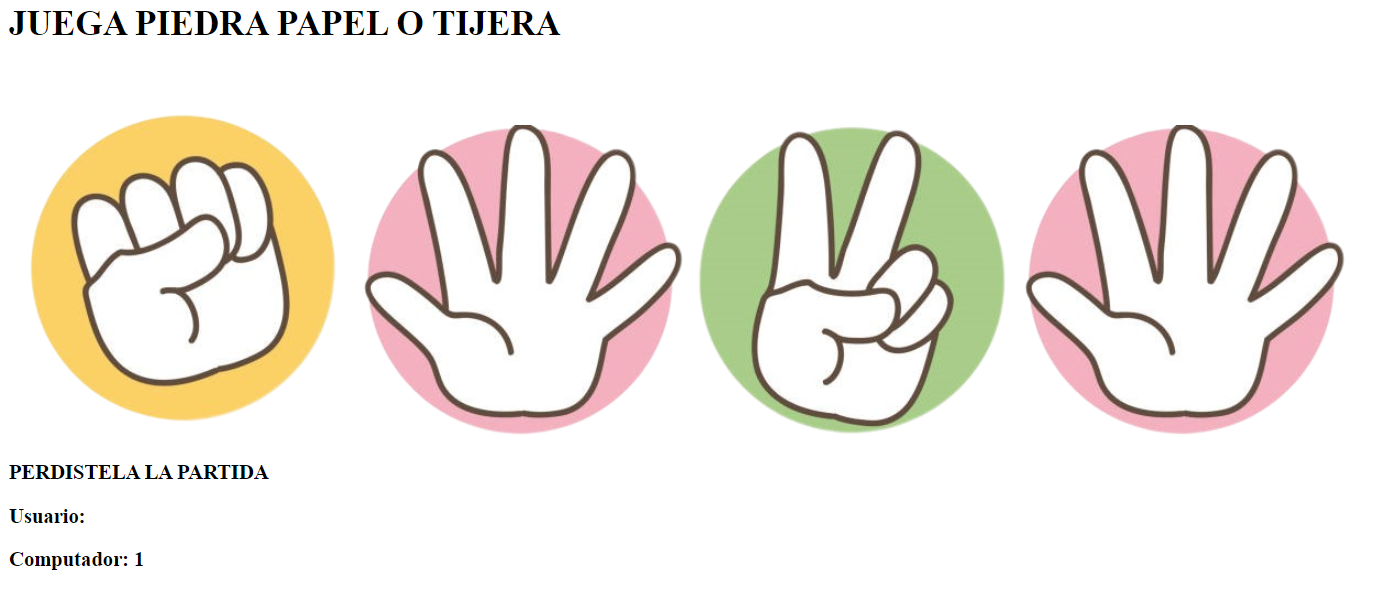 JUEGA PIEDRA PAPEL O TIJERA
PERDISTELA LA PARTIDA
Usuario:
Computador: 1